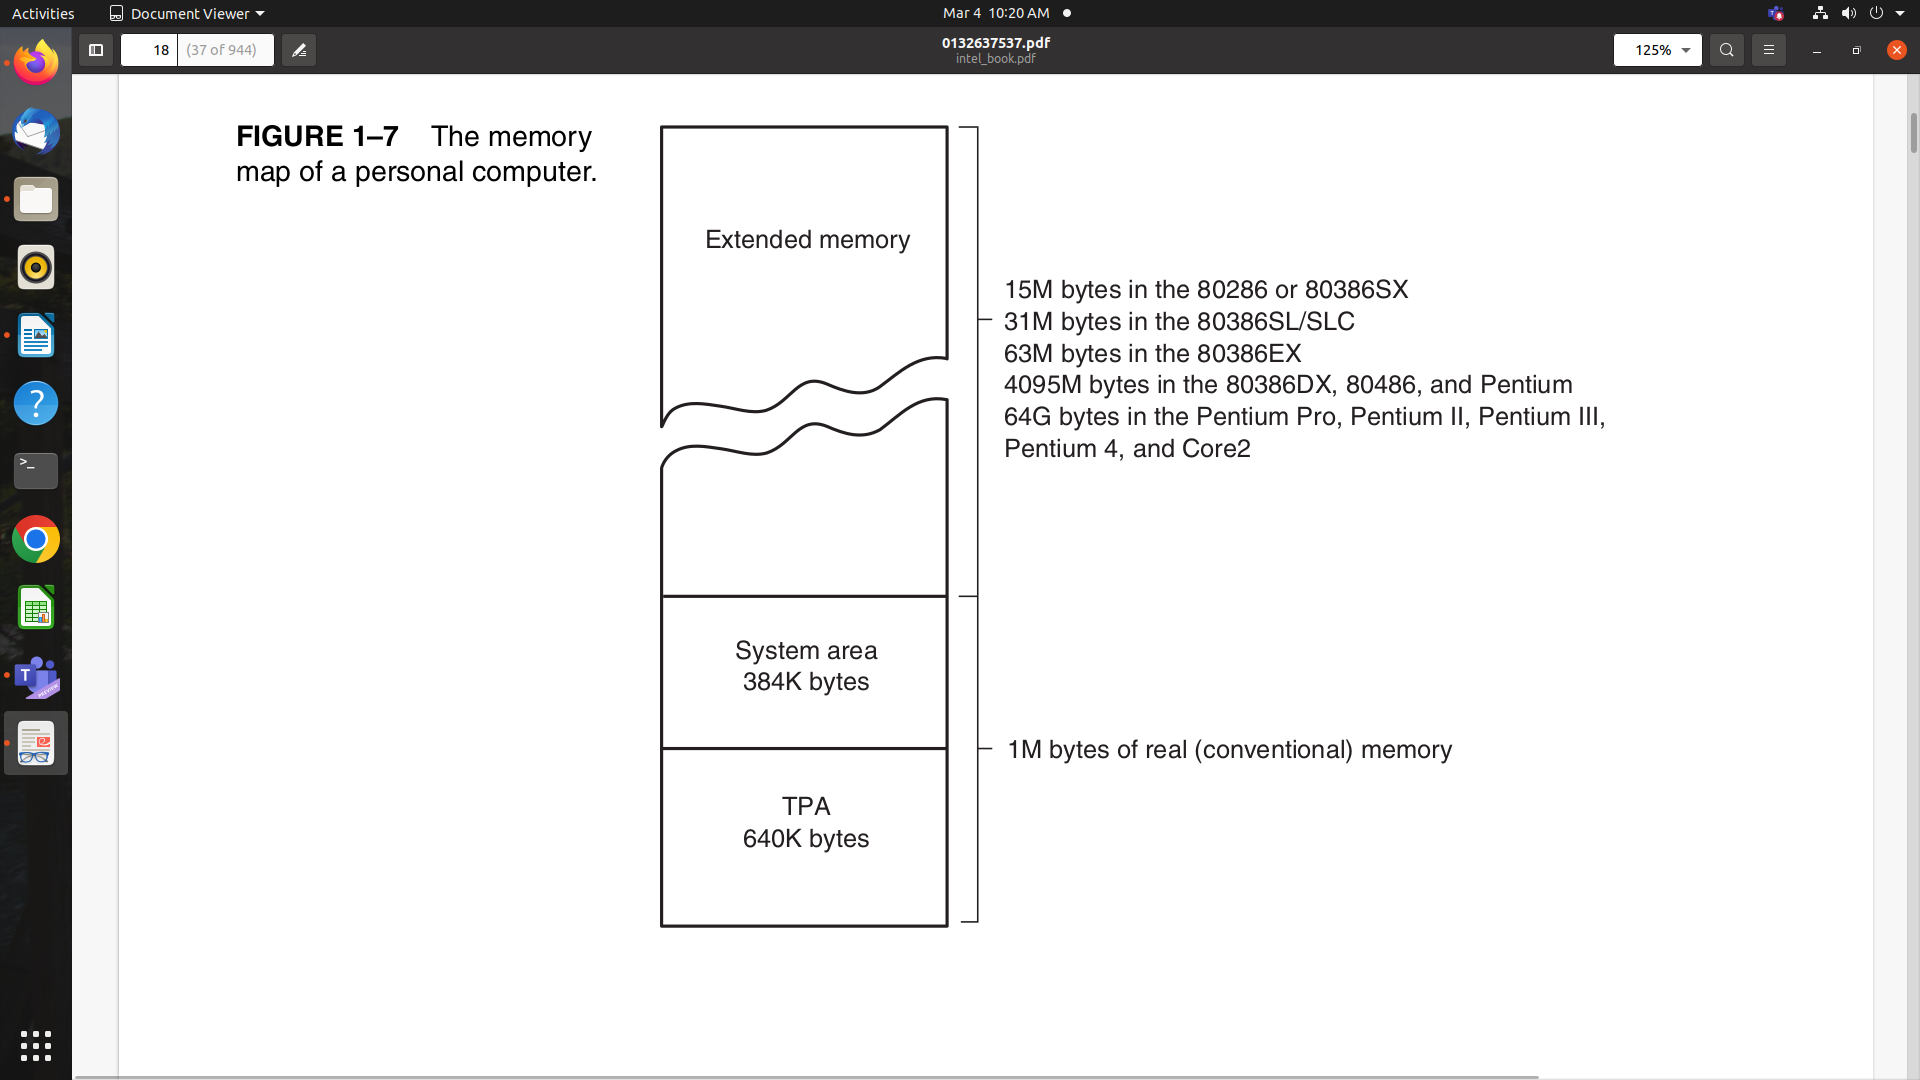 Activities
Document Viewer
Mar 4 10:20 AM
18
(37 of 944)
0132637537.pdf
intel_book.pdf
125%
FIGURE 1–7 The memory
map of a personal computer.
Extended memory
15M bytes in the 80286 or 80386SX
31M bytes in the 80386SL/SLC
63M bytes in the 80386EX
4095M bytes in the 80386DX, 80486, and Pentium
64G bytes in the Pentium Pro, Pentium II, Pentium III,
Pentium 4, and Core2
System area
384K bytes
1M bytes of real (conventional) memory
TPA
640K bytes
?
>_
T
PREVIEW